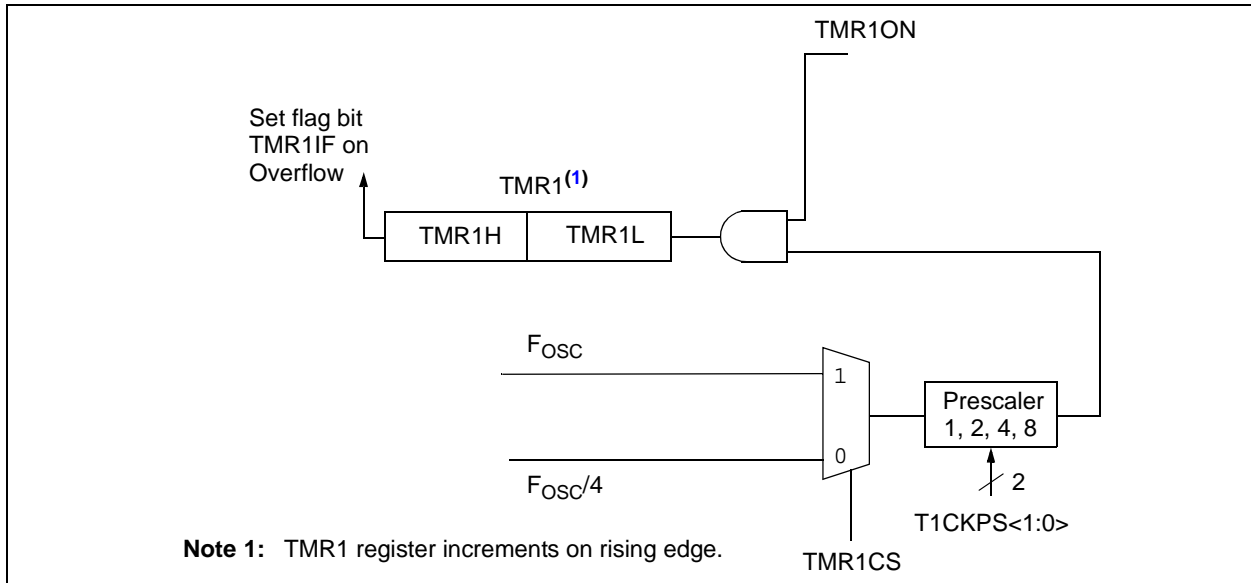 TMR1ON
Set flag bit
TMR1IF on
Overflow
TMR1(1)
TMR1H
TMR1L
FOSC
1
Prescaler
1, 2, 4, 8
0
FOSC/4
2
T1CKPS<1:0>
Note 1: TMR1 register increments on rising edge.
TMR1CS